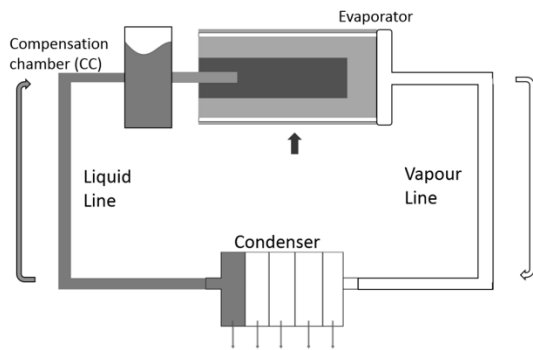 Evaporator
Compensation
chamber (CC)
Liquid
Line
Vapour
Line
Condenser